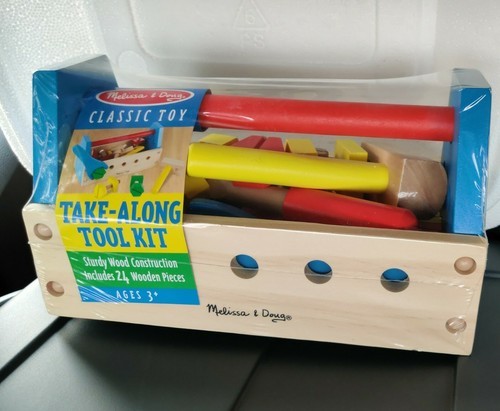 Melissa & Doug
CLASSIC TOY
TAKE-ALONG
TOOL KIT
Sturdy Wood Construction
Includes 24 Wooden Pieces
AGES 3+
Melissa & Doug®